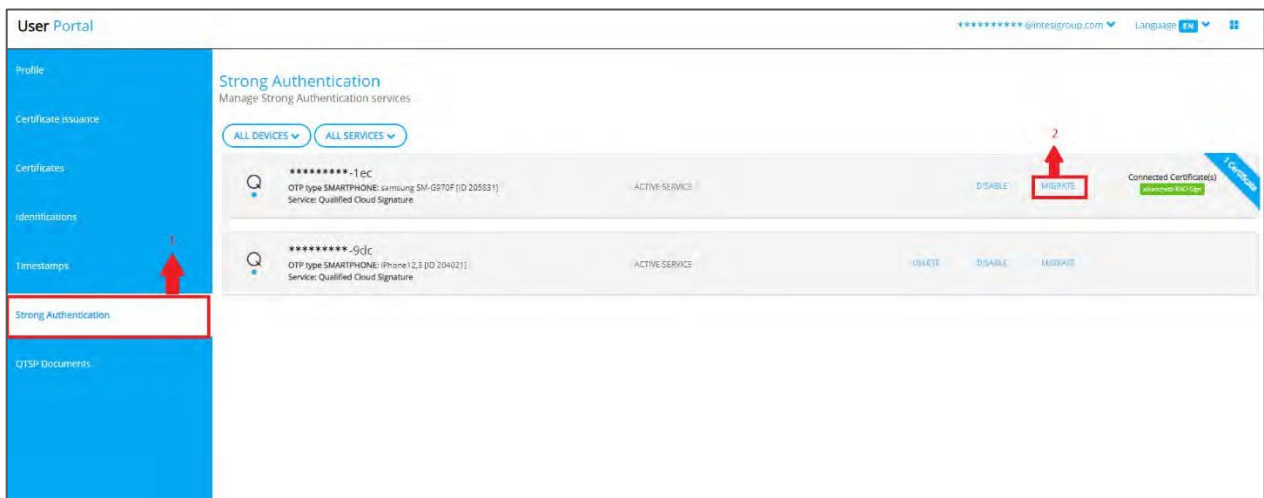 User Portal
**********@intesigroup.com Language EN
Profile
Certificate issuance
Certificates
Identifications
Timestamps
Strong Authentication
QTSP Documents
1
Strong Authentication
Manage Strong Authentication services
ALL DEVICES ALL SERVICES
2
*********-1ec
OTP type SMARTPHONE: samsung SM-G970F [ID 205831]
Service: Qualified Cloud Signature
ACTIVE SERVICE
DISABLE
MIGRATE
Connected Certificate(s)
1 Certificate
*********-9dc
OTP type SMARTPHONE: iPhone12,3 [ID 204021]
Service: Qualified Cloud Signature
ACTIVE SERVICE
DELETE
DISABLE
MIGRATE